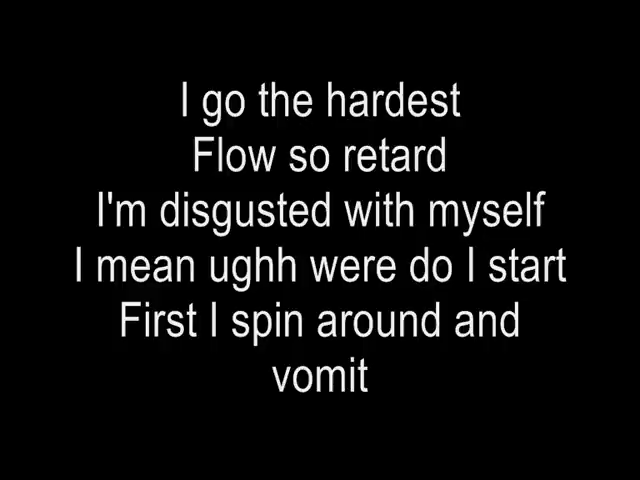 I go the hardest
Flow so retard
I'm disgusted with myself
I mean ughh were do I start
First I spin around and
vomit